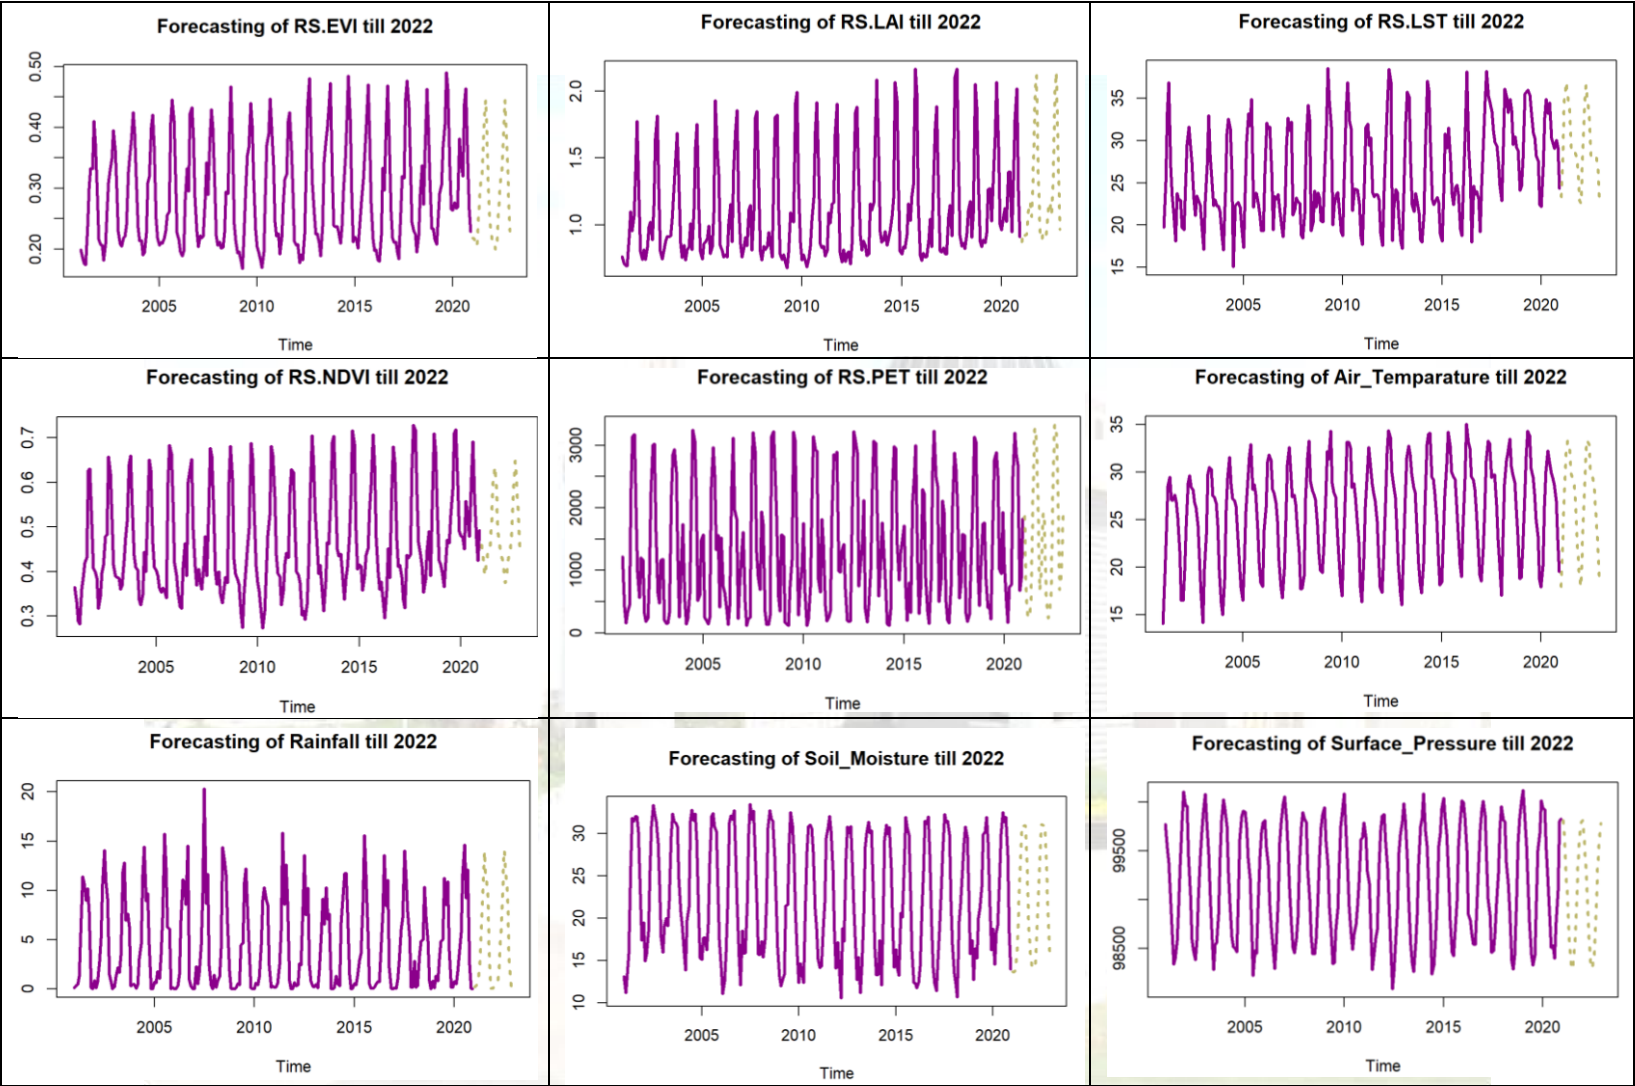 Forecasting of RS.EVI till 2022
0.50
0.40
0.30
0.20
2005 2010 2015 2020
Time
Forecasting of RS.LAI till 2022
2.0
1.5
1.0
2005 2010 2015 2020
Time
Forecasting of RS.LST till 2022
35
30
25
20
15
2005 2010 2015 2020
Time
Forecasting of RS.NDVI till 2022
0.7
0.6
0.5
0.4
0.3
2005 2010 2015 2020
Time
Forecasting of RS.PET till 2022
3000
2000
1000
0
2005 2010 2015 2020
Time
Forecasting of Air_Temparature till 2022
35
30
25
20
15
2005 2010 2015 2020
Time
Forecasting of Rainfall till 2022
20
15
10
5
0
2005 2010 2015 2020
Time
Forecasting of Soil_Moisture till 2022
30
25
20
15
10
2005 2010 2015 2020
Time
Forecasting of Surface_Pressure till 2022
99500
98500
2005 2010 2015 2020
Time